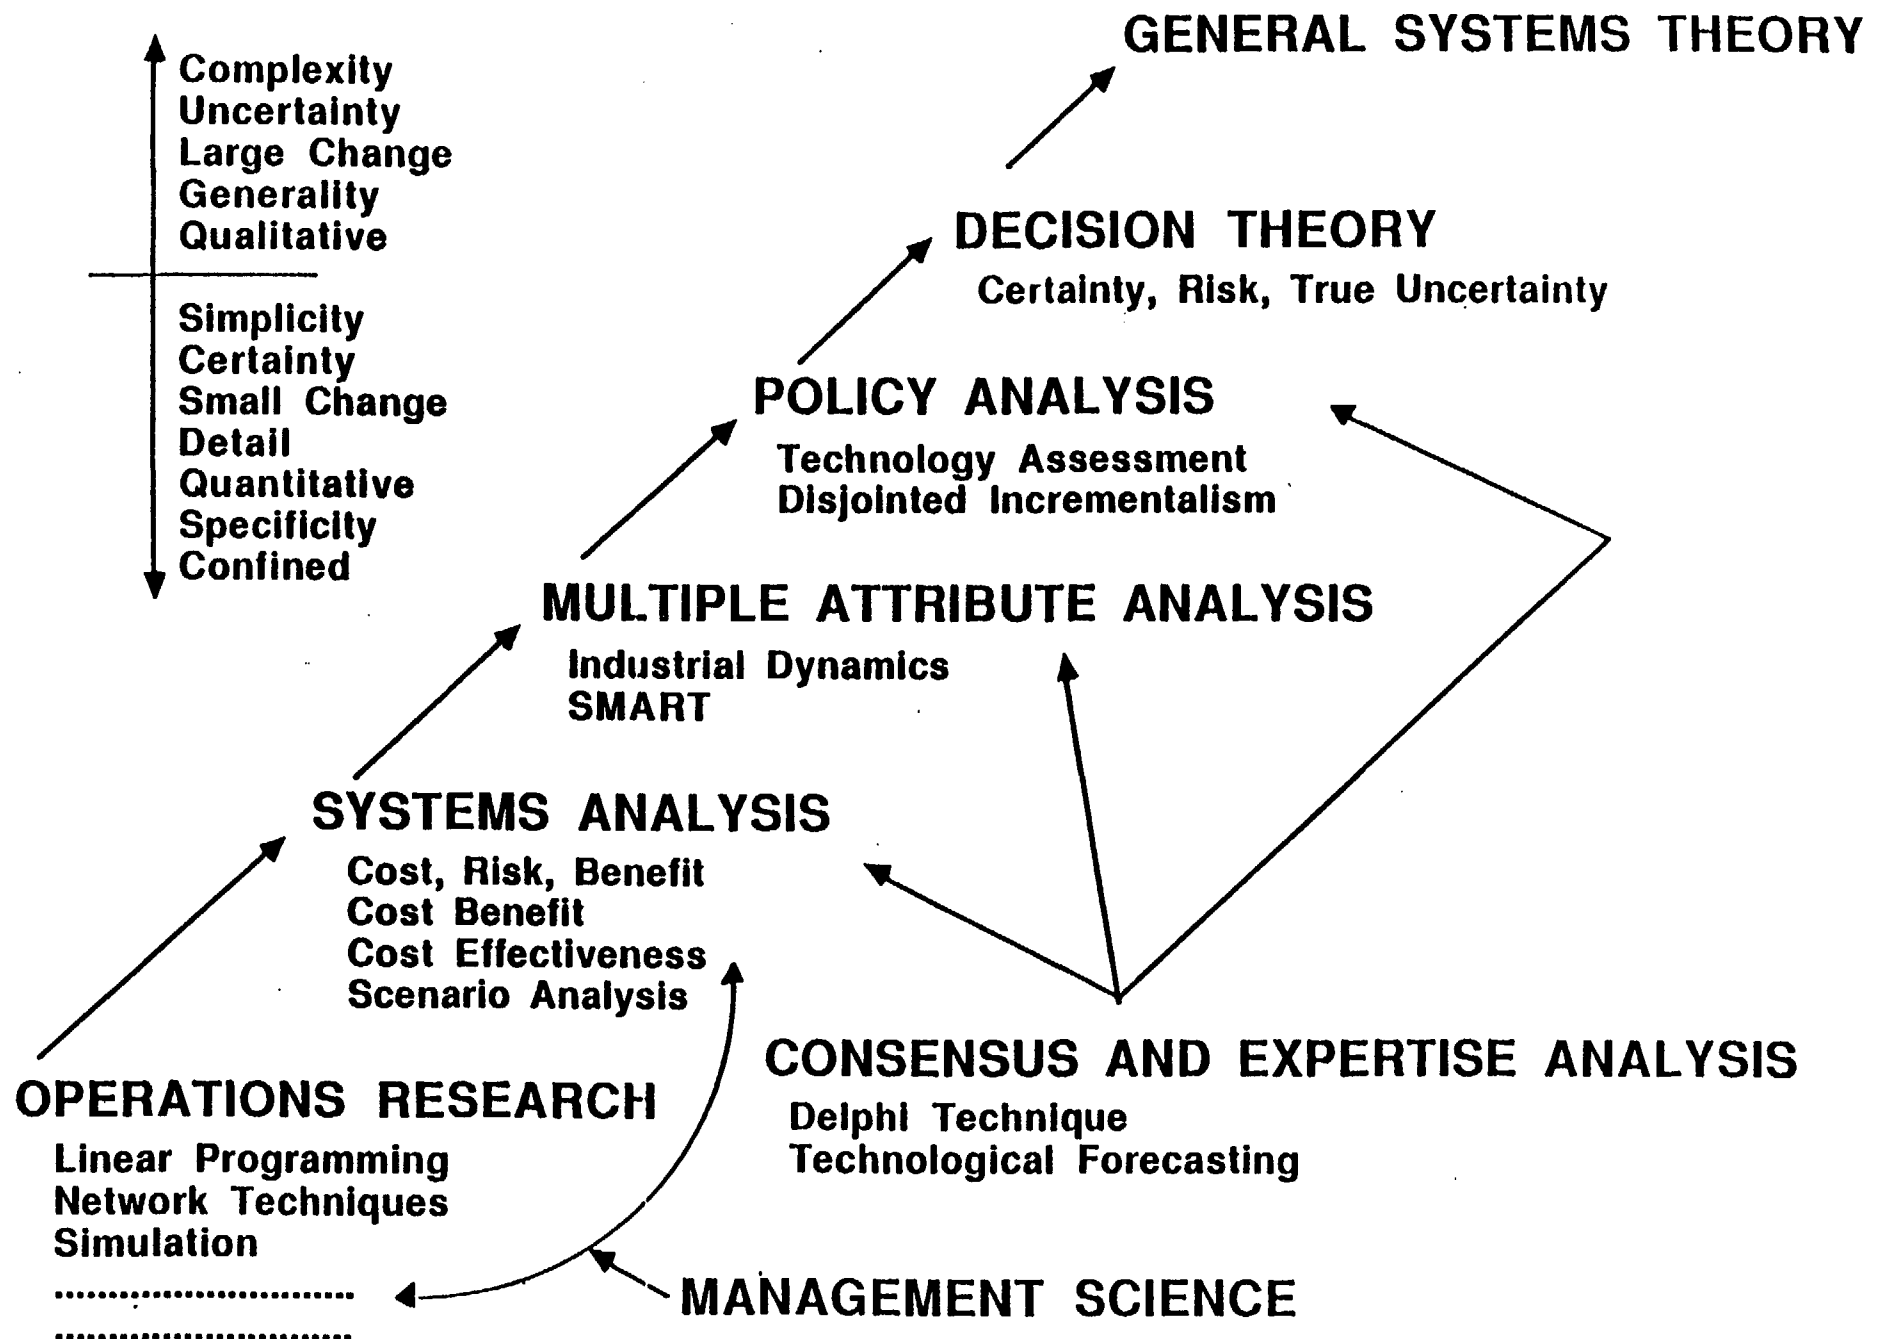 GENERAL SYSTEMS THEORY
Complexity
Uncertainty
Large Change
Generality
Qualitative
Simplicity
Certainty
Small Change
Detail
Quantitative
Specificity
Confined
DECISION THEORY
Certainty, Risk, True Uncertainty
POLICY ANALYSIS
Technology Assessment
Disjointed Incrementalism
MULTIPLE ATTRIBUTE ANALYSIS
Industrial Dynamics
SMART
SYSTEMS ANALYSIS
Cost, Risk, Benefit
Cost Benefit
Cost Effectiveness
Scenario Analysis
OPERATIONS RESEARCH
Linear Programming
Network Techniques
Simulation
CONSENSUS AND EXPERTISE ANALYSIS
Delphi Technique
Technological Forecasting
MANAGEMENT SCIENCE